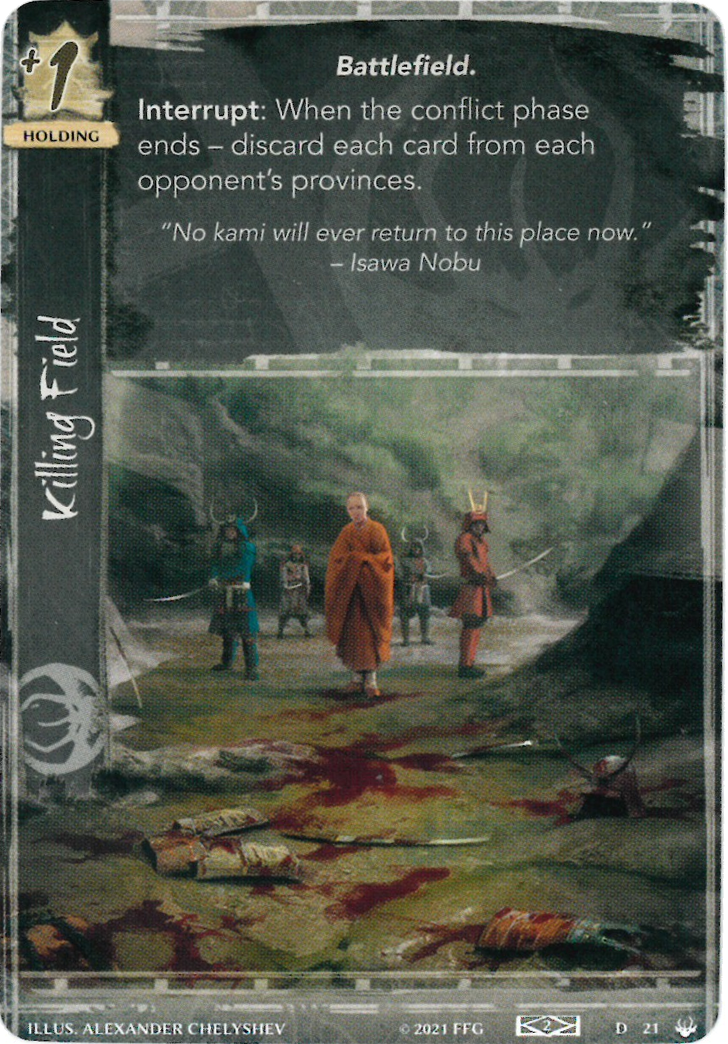 +1
HOLDING
Battlefield.
Interrupt: When the conflict phase
ends – discard each card from each
opponent's provinces.
"No kami will ever return to this place now."
– Isawa Nobu
Killing Field
ILLUS. ALEXANDER CHELYSHEV
© 2021 FFG
2
D 21